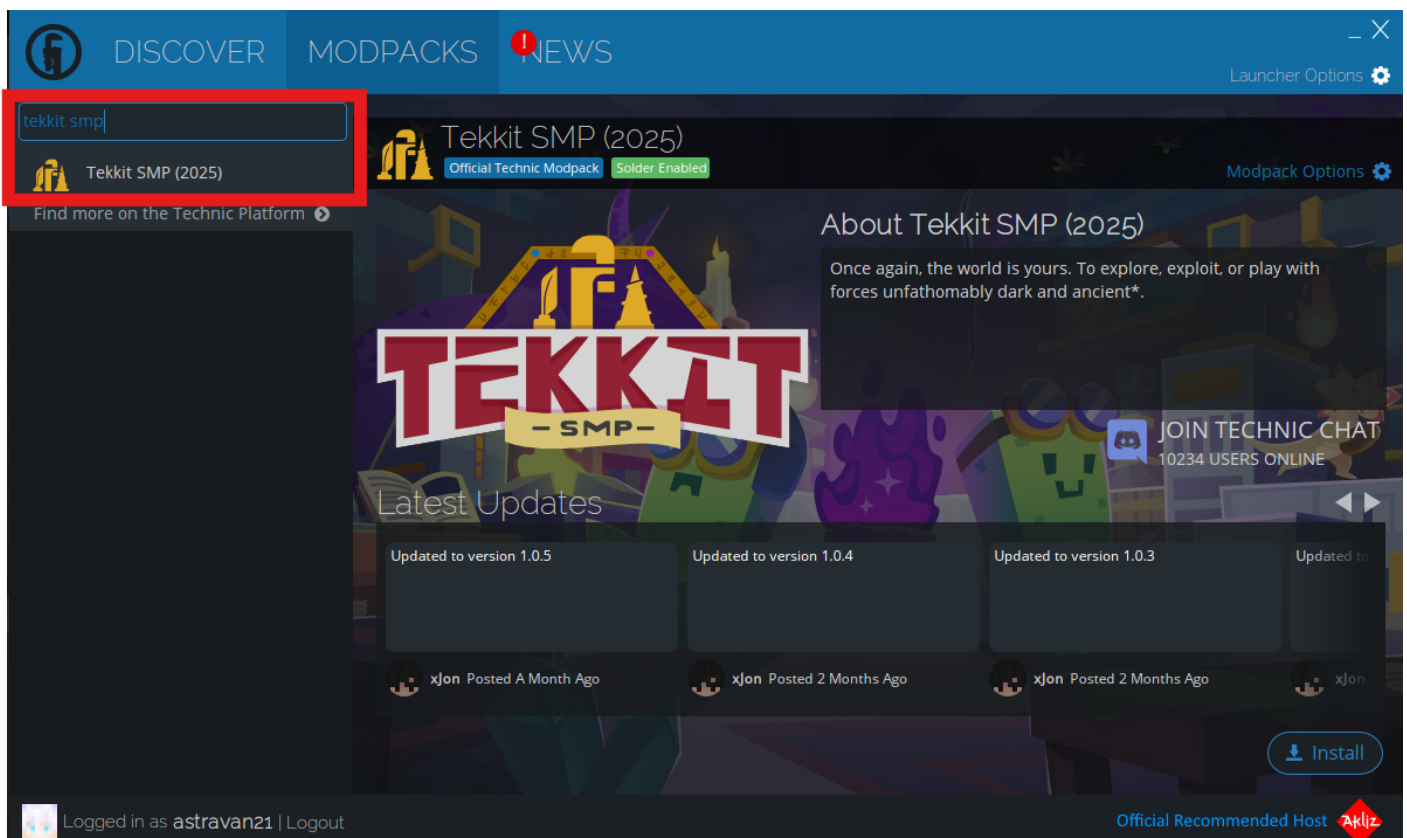 DISCOVER
MODPACKS
! NEWS
Launcher Options
tekkit smp
Tekkit SMP (2025)
Find more on the Technic Platform
Tekkit SMP (2025)
Official Technic Modpack
Solder Enabled
Modpack Options
TEKKIT
- SMP -
About Tekkit SMP (2025)
Once again, the world is yours. To explore, exploit, or play with
forces unfathomably dark and ancient*.
JOIN TECHNIC CHAT
10234 USERS ONLINE
Latest Updates
Updated to version 1.0.5
Updated to version 1.0.4
Updated to version 1.0.3
Updated to
xJon Posted A Month Ago
xJon Posted 2 Months Ago
xJon Posted 2 Months Ago
xJon
Install
Logged in as astravan21 | Logout
Official Recommended Host
Akliz